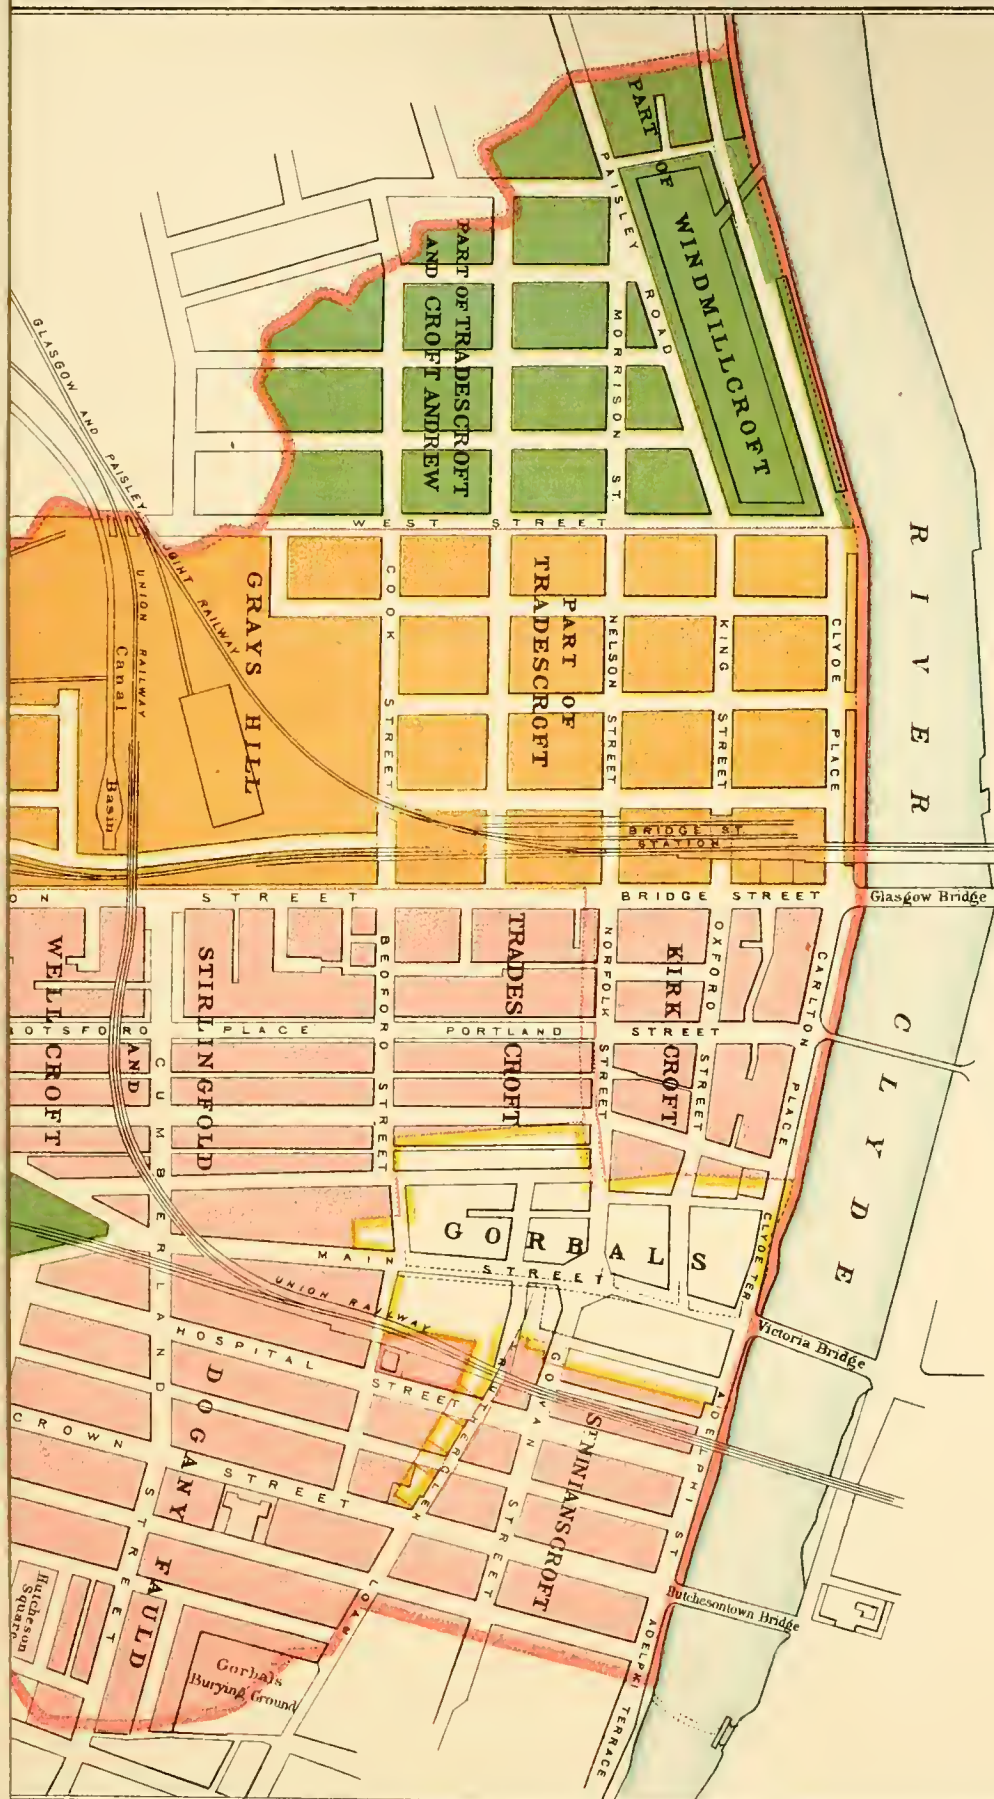 RIVER
CLYDE
PART OF
WINDMILLCROFT
PAISLEY ROAD
MORRISON ST.
PART OF TRADESCROFT
AND CROFT ANDREW
WEST STREET
GLASGOW AND PAISLEY JOINT RAILWAY
UNION RAILWAY
Canal
Basin
GRAYS HILL
COOK STREET
PART OF
TRADESCROFT
NELSON STREET
KING STREET
CLYDE PLACE
BRIDGE ST.
STATION
BRIDGE STREET
Glasgow Bridge
ON STREET
WELLCROFT
AND
STIRLINGFOLD
BEDFORD STREET
TRADES CROFT
NORFOLK STREET
KIRK CROFT
OXFORD STREET
CARLTON PLACE
BOTSFORD PLACE
PORTLAND STREET
CUMBERLAND STREET
GORBALS
MAIN STREET
CLYDE TER.
Victoria Bridge
UNION RAILWAY
HOSPITAL STREET
GOVAN STREET
RUTHERGLEN LOAN
ADELPHI ST.
CROWN STREET
DOGANY FAULD
ST NINIANSCROFT
Hutchesontown Bridge
ADELPHI TERRACE
Hutcheson
Square
Gorbals
Burying Ground